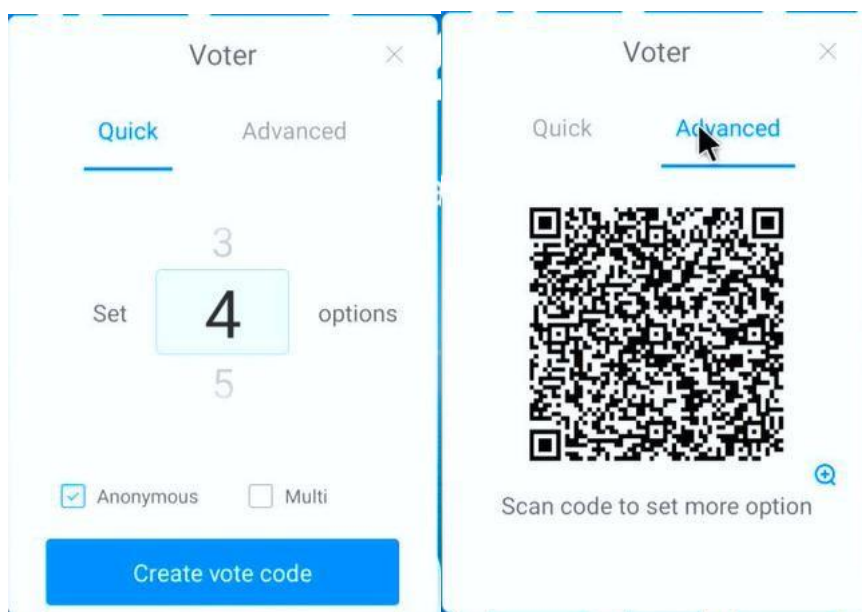 Voter
Quick Advanced
3
Set 4 options
5
Anonymous Multi
Create vote code
Voter
Quick Advanced
Scan code to set more option